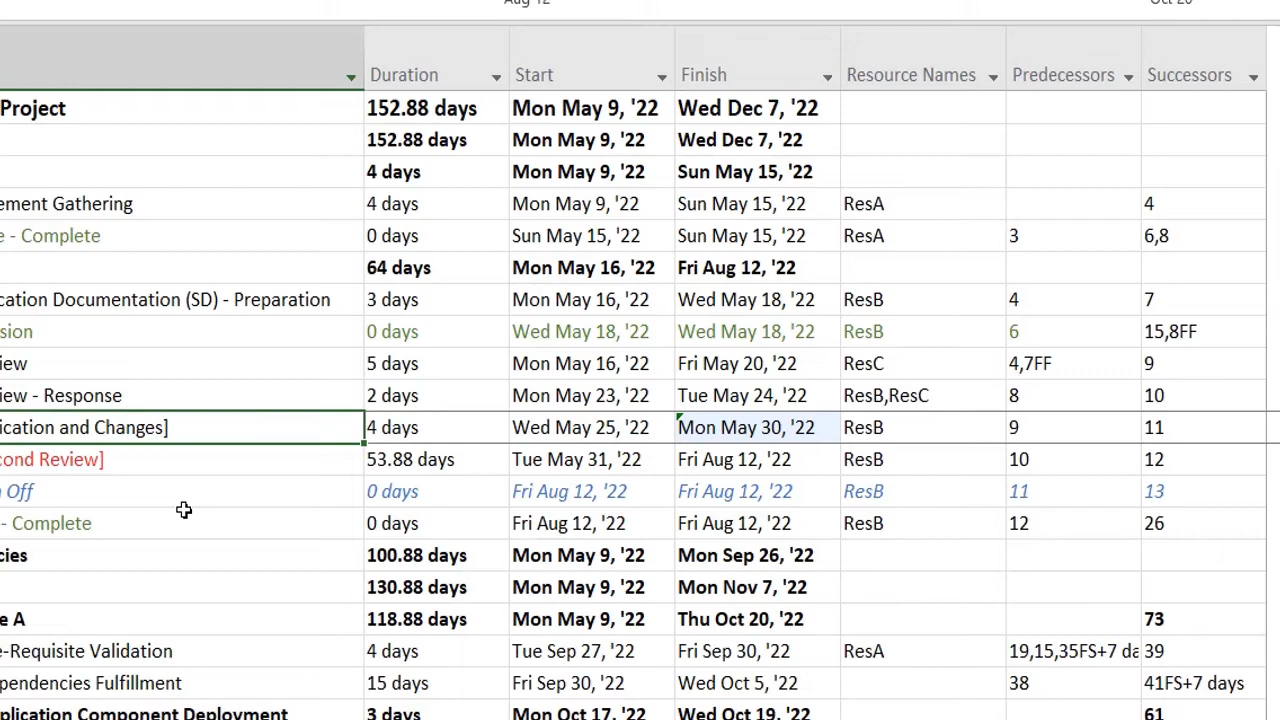 Duration Start Finish Resource Names Predecessors Successors
Project 152.88 days Mon May 9, '22 Wed Dec 7, '22
152.88 days Mon May 9, '22 Wed Dec 7, '22
4 days Mon May 9, '22 Sun May 15, '22
ement Gathering 4 days Mon May 9, '22 Sun May 15, '22 ResA 4
e - Complete 0 days Sun May 15, '22 Sun May 15, '22 ResA 3 6,8
64 days Mon May 16, '22 Fri Aug 12, '22
cation Documentation (SD) - Preparation 3 days Mon May 16, '22 Wed May 18, '22 ResB 4 7
sion 0 days Wed May 18, '22 Wed May 18, '22 ResB 6 15,8FF
iew 5 days Mon May 16, '22 Fri May 20, '22 ResC 4,7FF 9
iew - Response 2 days Mon May 23, '22 Tue May 24, '22 ResB,ResC 8 10
ication and Changes] 4 days Wed May 25, '22 Mon May 30, '22 ResB 9 11
cond Review] 53.88 days Tue May 31, '22 Fri Aug 12, '22 ResB 10 12
n Off 0 days Fri Aug 12, '22 Fri Aug 12, '22 ResB 11 13
- Complete 0 days Fri Aug 12, '22 Fri Aug 12, '22 ResB 12 26
cies 100.88 days Mon May 9, '22 Mon Sep 26, '22
130.88 days Mon May 9, '22 Mon Nov 7, '22
e A 118.88 days Mon May 9, '22 Thu Oct 20, '22 73
e-Requisite Validation 4 days Tue Sep 27, '22 Fri Sep 30, '22 ResA 19,15,35FS+7 da 39
pendencies Fulfillment 15 days Fri Sep 30, '22 Wed Oct 5, '22 38 41FS+7 days
plication Component Deployment 3 days Mon Oct 17, '22 Wed Oct 19, '22 61